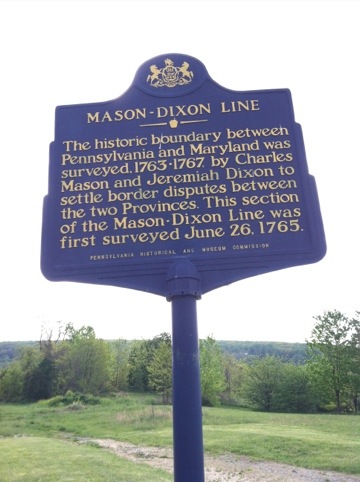 MASON-DIXON LINE
The historic boundary between
Pennsylvania and Maryland was
surveyed, 1763-1767, by Charles
Mason and Jeremiah Dixon to
settle border disputes between
the two Provinces. This section
of the Mason-Dixon Line was
first surveyed June 26, 1765.
PENNSYLVANIA HISTORICAL AND MUSEUM COMMISSION